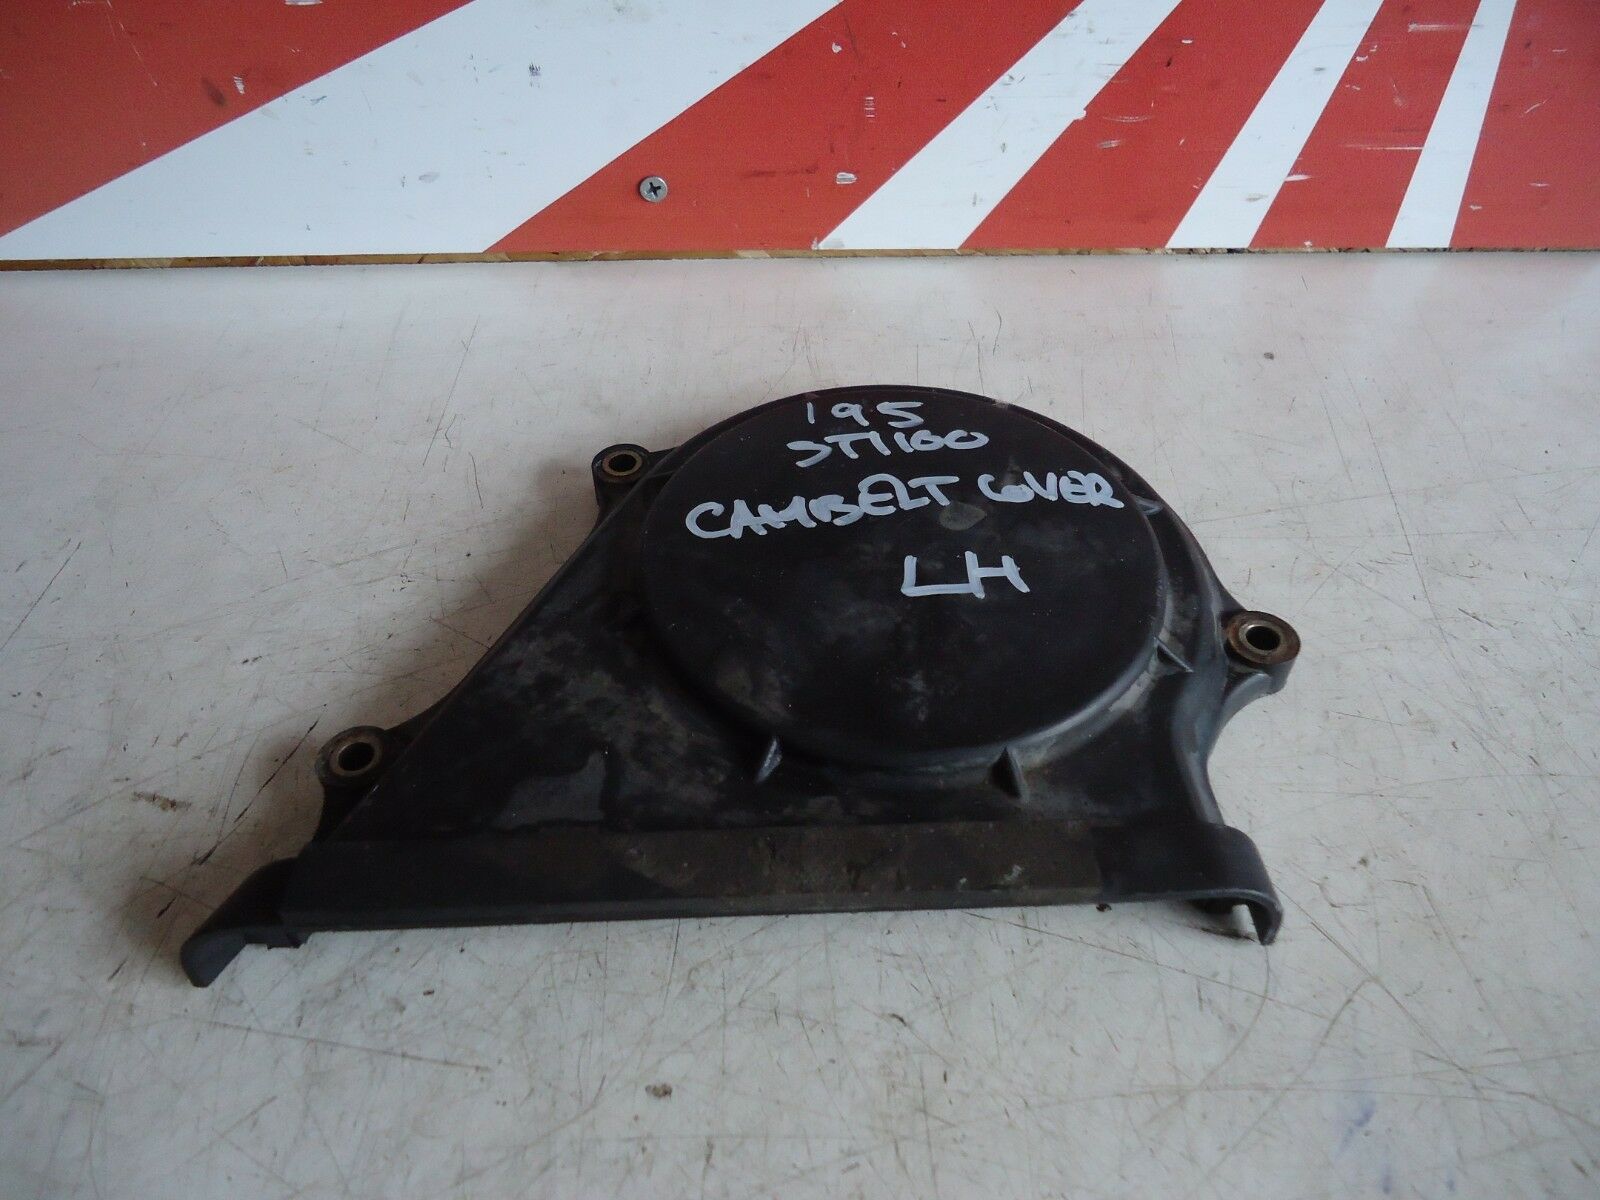 '95
ST1100
CAMBELT COVER
LH